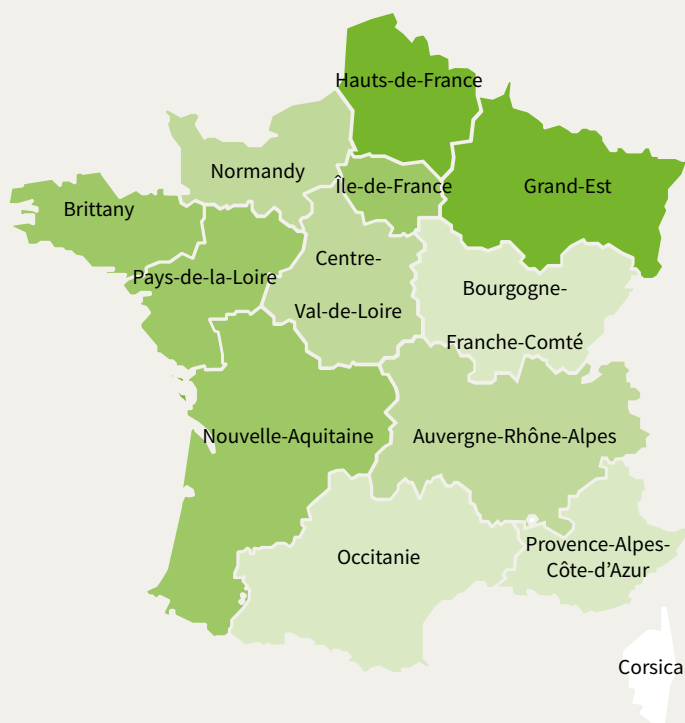 Hauts-de-France
Normandy
Île-de-France
Grand-Est
Brittany
Pays-de-la-Loire
Centre-
Val-de-Loire
Bourgogne-
Franche-Comté
Nouvelle-Aquitaine
Auvergne-Rhône-Alpes
Occitanie
Provence-Alpes-
Côte-d’Azur
Corsica